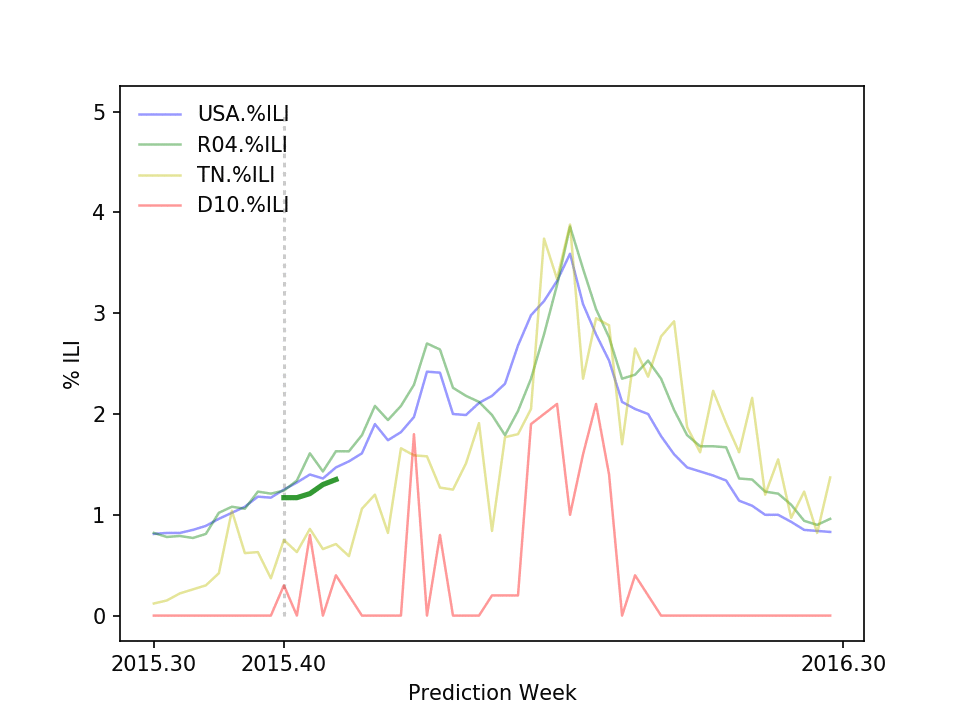 5
4
3
2
1
0
% ILI
USA.%ILI
R04.%ILI
TN.%ILI
D10.%ILI
2015.30
2015.40
2016.30
Prediction Week